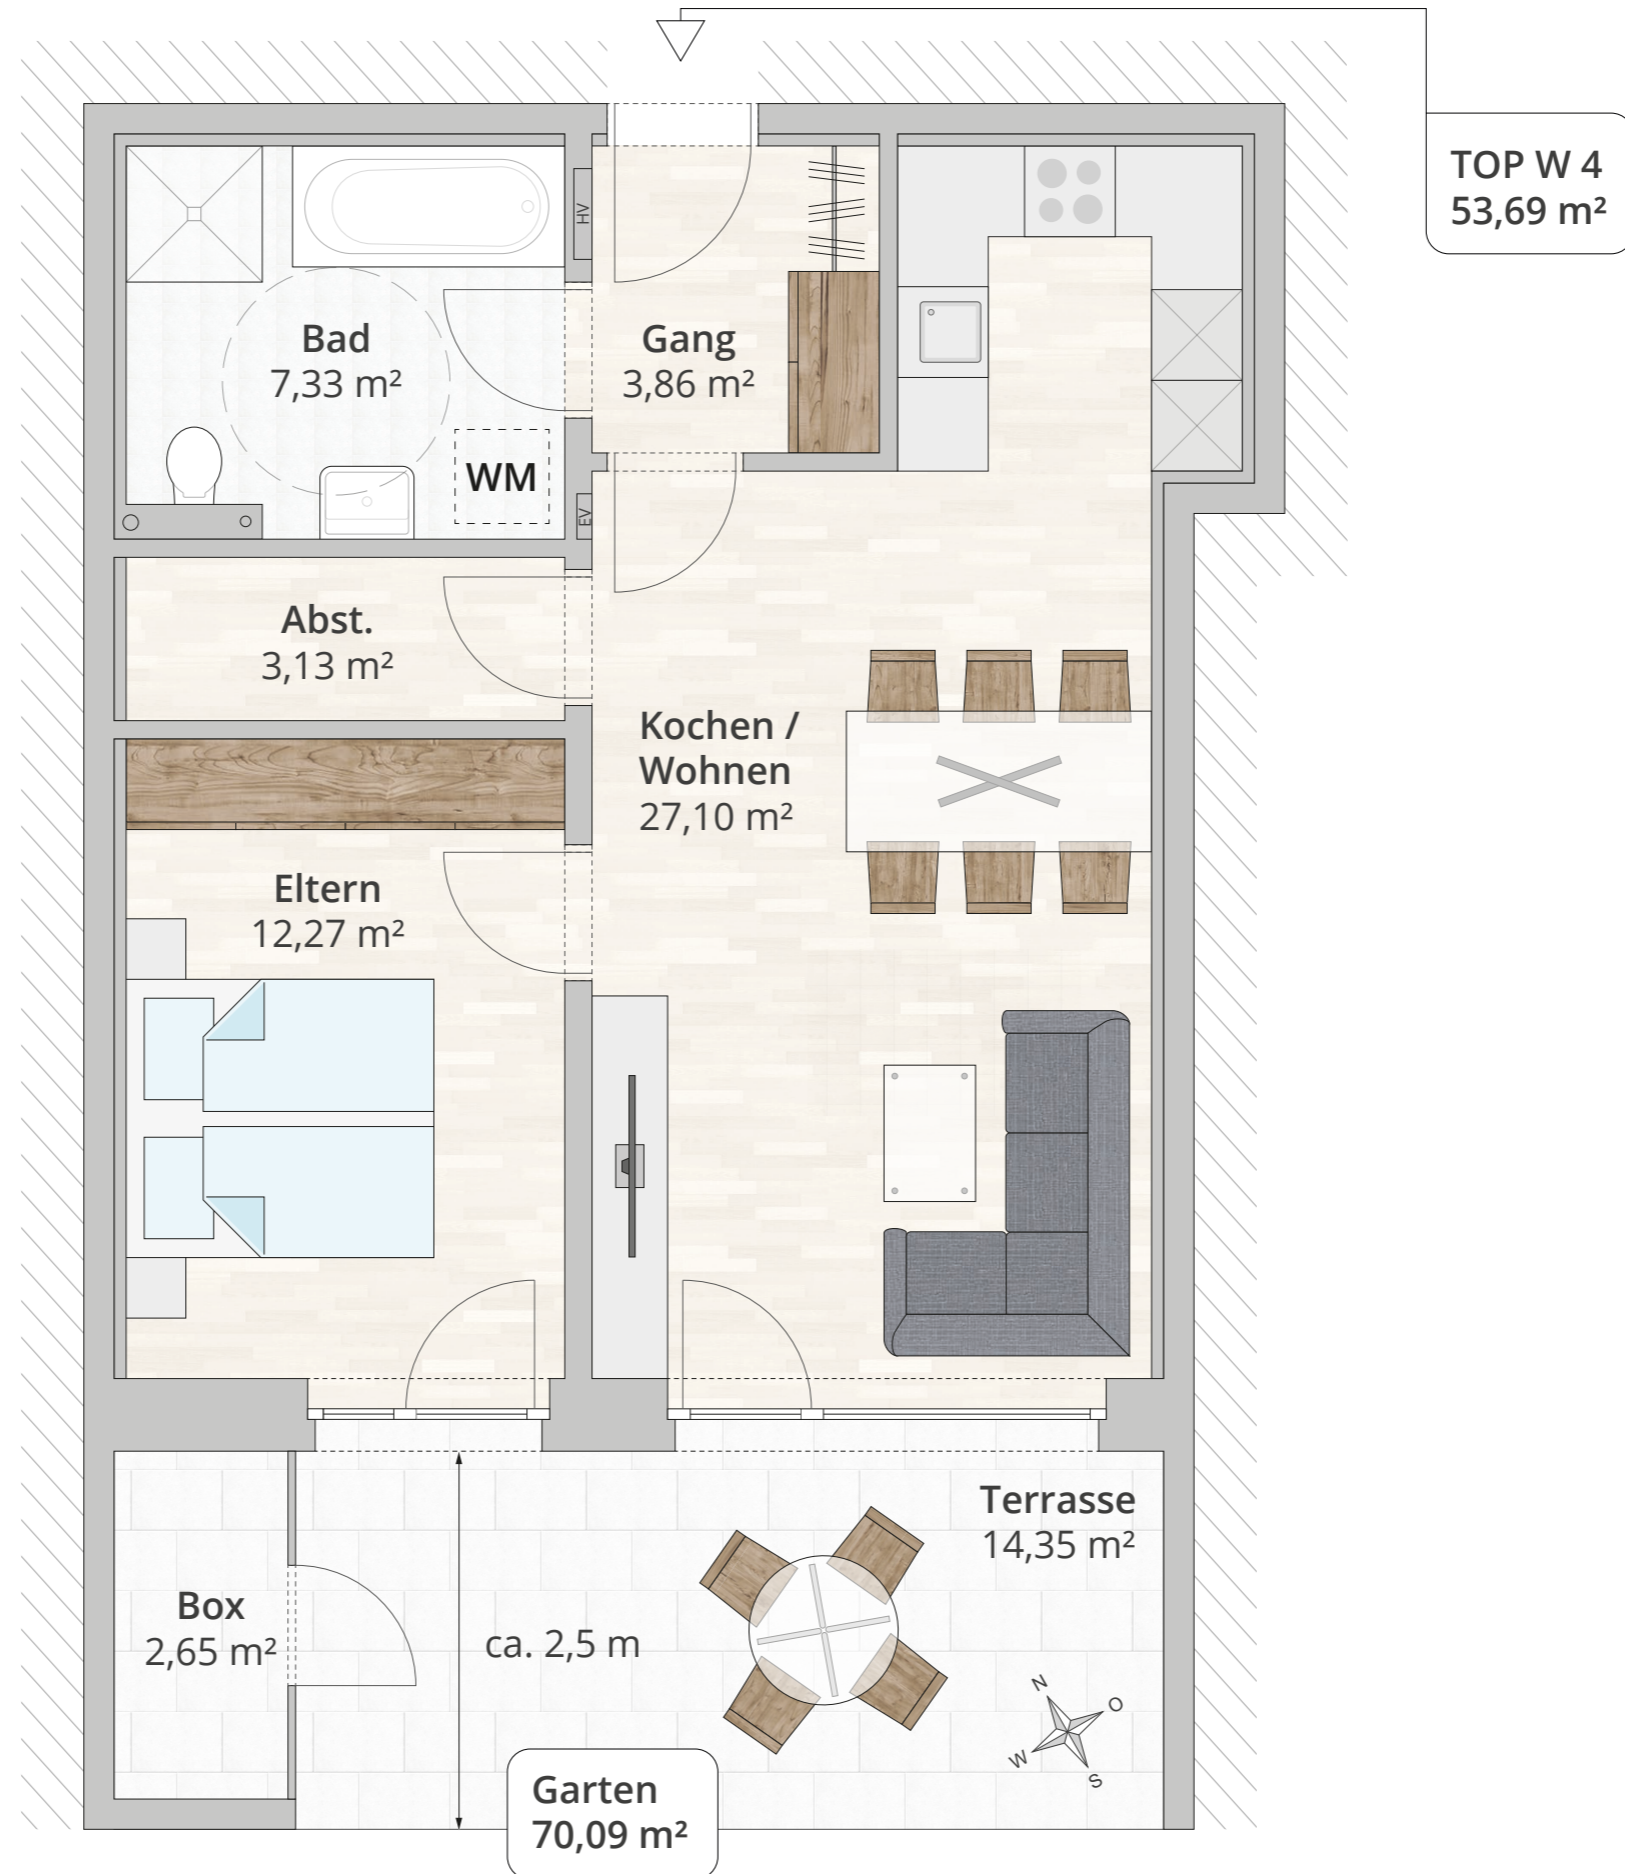 TOP W 4
53,69 m²
HV
Bad
7,33 m²
Gang
3,86 m²
WM
EV
Abst.
3,13 m²
Kochen /
Wohnen
27,10 m²
Eltern
12,27 m²
Terrasse
14,35 m²
Box
2,65 m²
ca. 2,5 m
N
O
W
S
Garten
70,09 m²